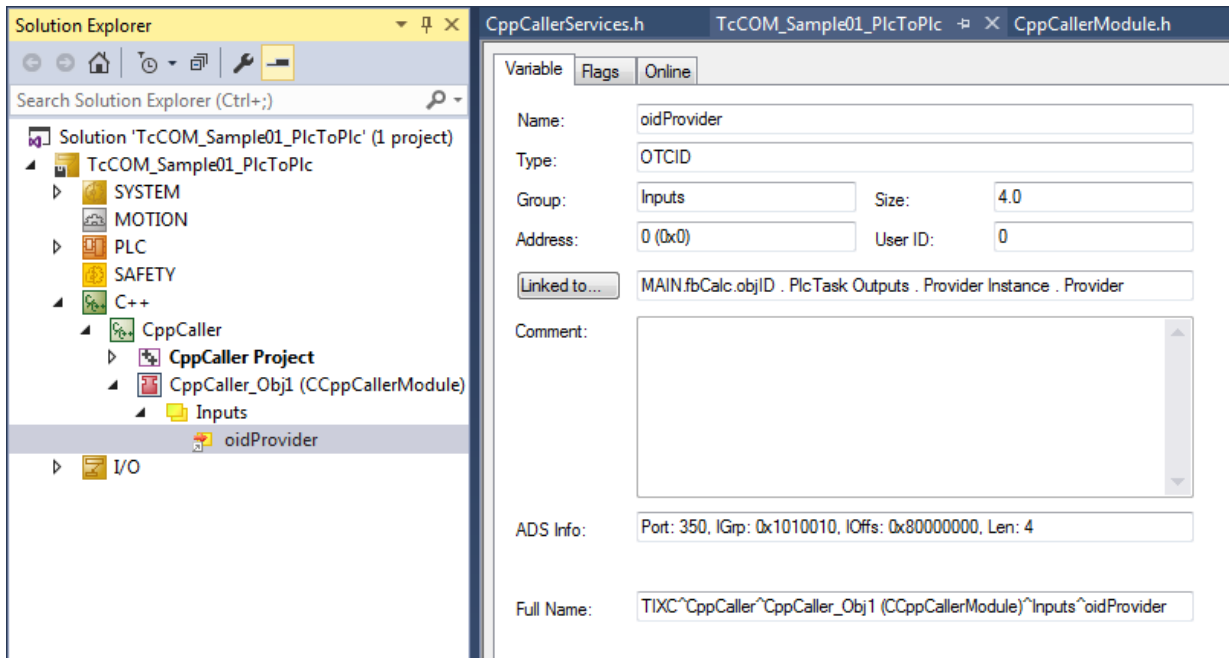 Solution Explorer
Search Solution Explorer (Ctrl+;)
Solution 'TcCOM_Sample01_PlcToPlc' (1 project)
TcCOM_Sample01_PlcToPlc
SYSTEM
MOTION
PLC
SAFETY
C++
CppCaller
CppCaller Project
CppCaller_Obj1 (CCppCallerModule)
Inputs
oidProvider
I/O
CppCallerServices.h TcCOM_Sample01_PlcToPlc CppCallerModule.h
Variable Flags Online
Name: oidProvider
Type: OTCID
Group: Inputs Size: 4.0
Address: 0 (0x0) User ID: 0
Linked to... MAIN.fbCalc.objID . PlcTask Outputs . Provider Instance . Provider
Comment:
ADS Info: Port: 350, IGrp: 0x1010010, IOffs: 0x80000000, Len: 4
Full Name: TIXC^CppCaller^CppCaller_Obj1 (CCppCallerModule)^Inputs^oidProvider